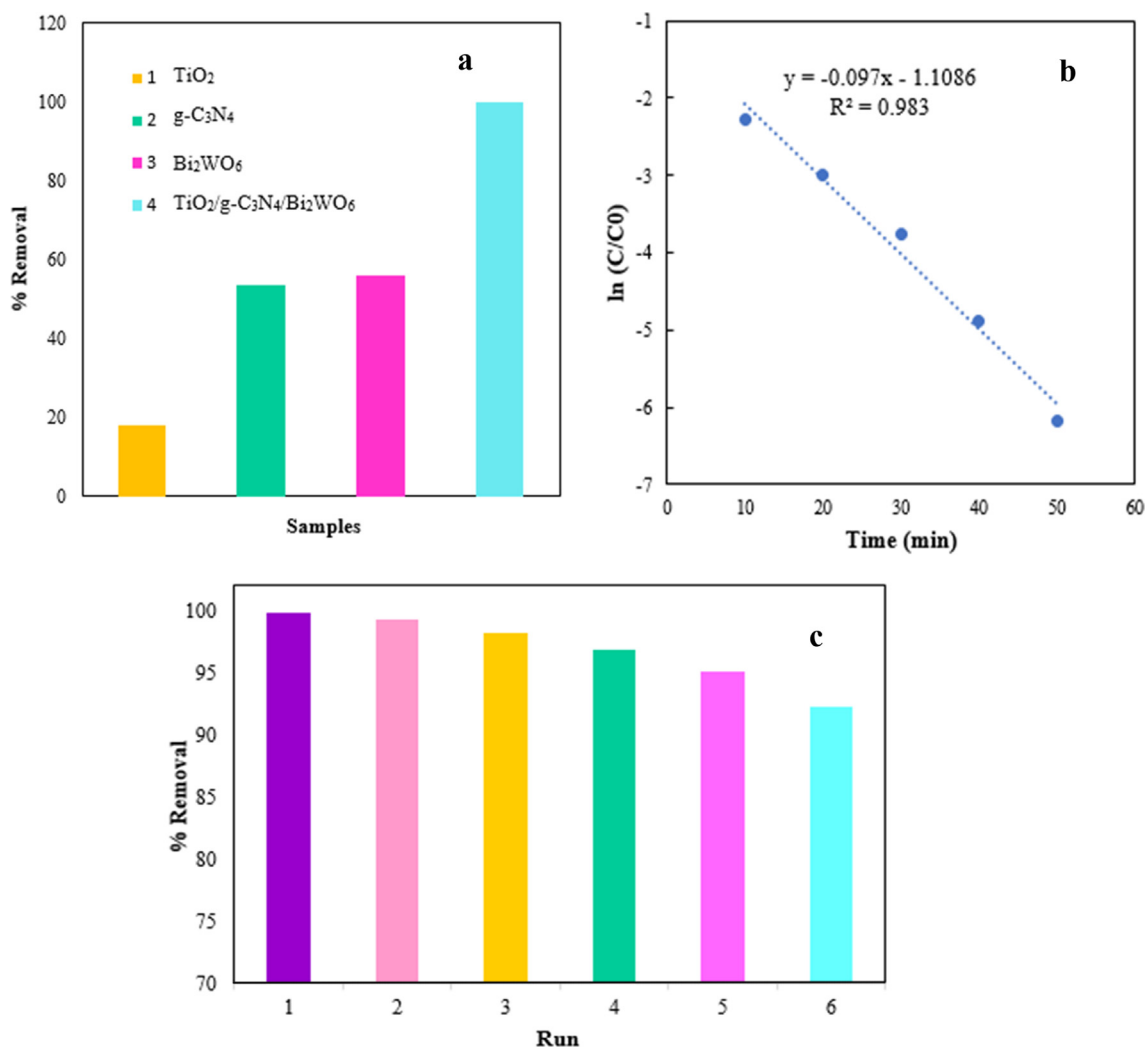 a
120
100
80
60
40
20
0
% Removal
1 TiO₂
2 g-C₃N₄
3 Bi₂WO₆
4 TiO₂/g-C₃N₄/Bi₂WO₆
Samples
b
-1
-2
-3
-4
-5
-6
-7
ln (C/C0)
y = -0.097x - 1.1086
R² = 0.983
0 10 20 30 40 50 60
Time (min)
c
100
95
90
85
80
75
70
% Removal
1 2 3 4 5 6
Run